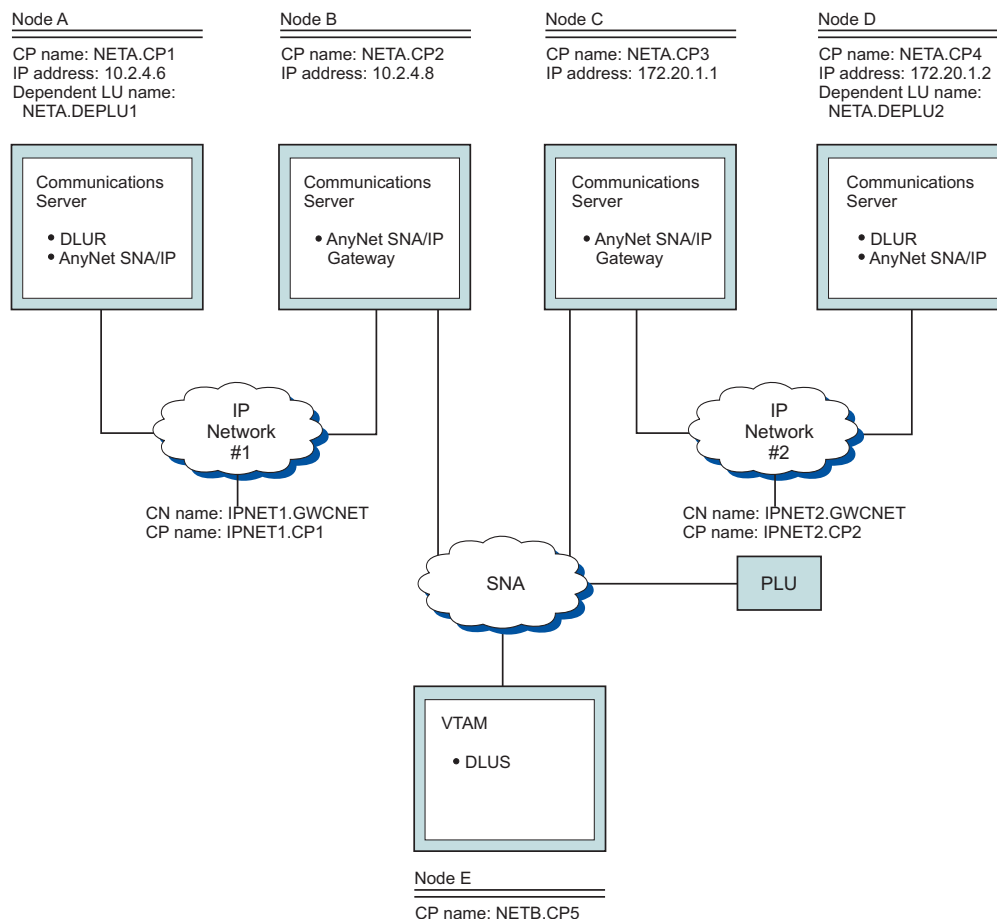 Node A
CP name: NETA.CP1
IP address: 10.2.4.6
Dependent LU name:
NETA.DEPLU1
Node B
CP name: NETA.CP2
IP address: 10.2.4.8
Node C
CP name: NETA.CP3
IP address: 172.20.1.1
Node D
CP name: NETA.CP4
IP address: 172.20.1.2
Dependent LU name:
NETA.DEPLU2
Communications
Server
• DLUR
• AnyNet SNA/IP
Communications
Server
• AnyNet SNA/IP
Gateway
Communications
Server
• AnyNet SNA/IP
Gateway
Communications
Server
• DLUR
• AnyNet SNA/IP
IP
Network
#1
IP
Network
#2
CN name: IPNET1.GWCNET
CP name: IPNET1.CP1
CN name: IPNET2.GWCNET
CP name: IPNET2.CP2
SNA
PLU
VTAM
• DLUS
Node E
CP name: NETB.CP5